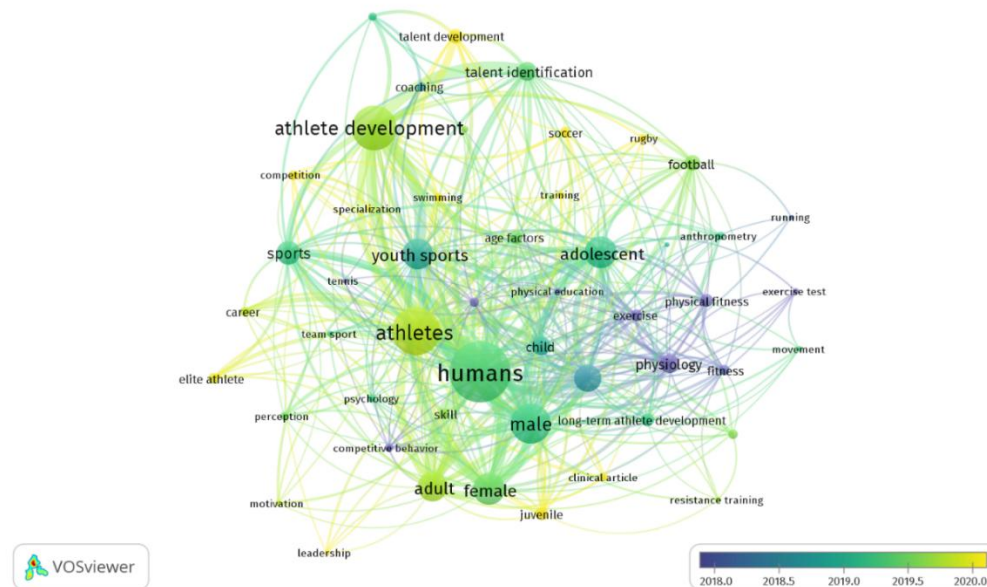 talent development
talent identification
coaching
athlete development
soccer
rugby
football
competition
swimming
training
specialization
running
age factors
anthropometry
sports
youth sports
adolescent
tennis
physical education
exercise test
physical fitness
career
exercise
athletes
team sport
child
movement
humans
physiology
fitness
elite athlete
psychology
perception
skill
male
long-term athlete development
competitive behavior
clinical article
adult
female
resistance training
motivation
juvenile
leadership
VOSviewer
2018.0 2018.5 2019.0 2019.5 2020.0